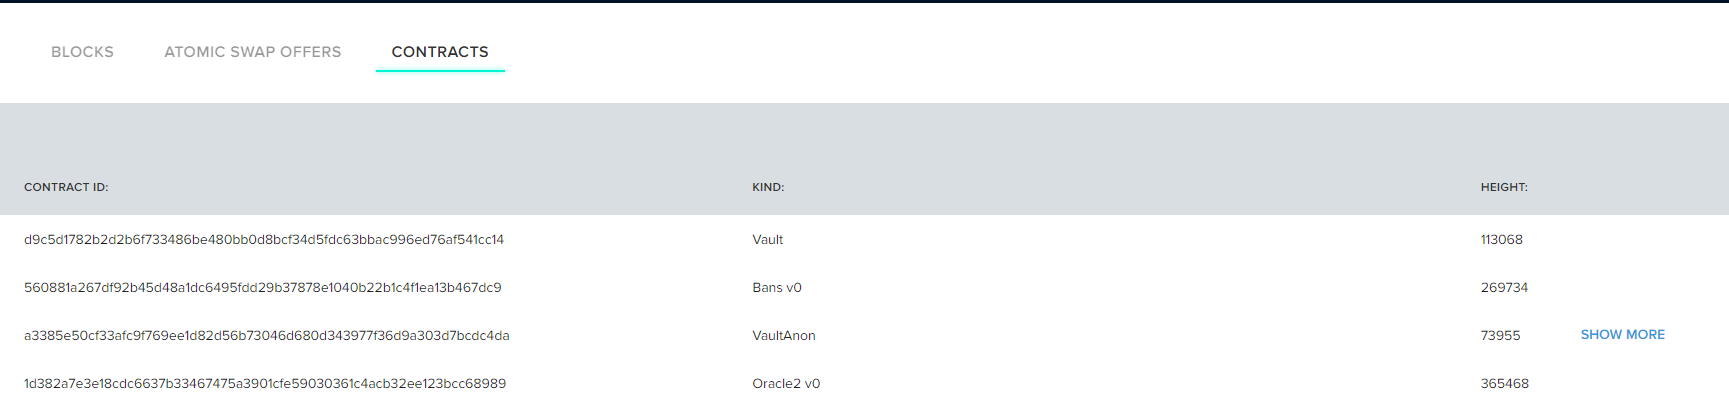 BLOCKS ATOMIC SWAP OFFERS CONTRACTS
CONTRACT ID: KIND: HEIGHT:
d9c5d1782b2d2b6f733486be480bb0d8bcf34d5fdc63bbac996ed76af541cc14 Vault 113068
560881a267df92b45d48a1dc6495fdd29b37878e1040b22b1c4f1ea13b467dc9 Bans v0 269734
a3385e50cf33afc9f769ee1d82d56b73046d680d343977f36d9a303d7bcdc4da VaultAnon 73955 SHOW MORE
1d382a7e3e18cdc6637b33467475a3901cfe59030361c4acb32ee123bcc68989 Oracle2 v0 365468